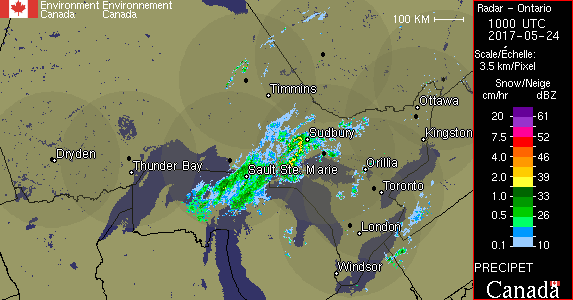 Environment Environnement
Canada Canada
100 KM
Timmins
Ottawa
Sudbury
Kingston
Dryden
Thunder Bay
Sault Ste. Marie
Orillia
Toronto
London
Windsor
Radar - Ontario
1000 UTC
2017-05-24
Scale/Échelle:
3.5 km/Pixel
Snow/Neige
cm/hr dBZ
20 61
7.5 52
4.0 46
2.0 39
1.0 33
0.5 26
0.1 10
PRECIPET
Canada